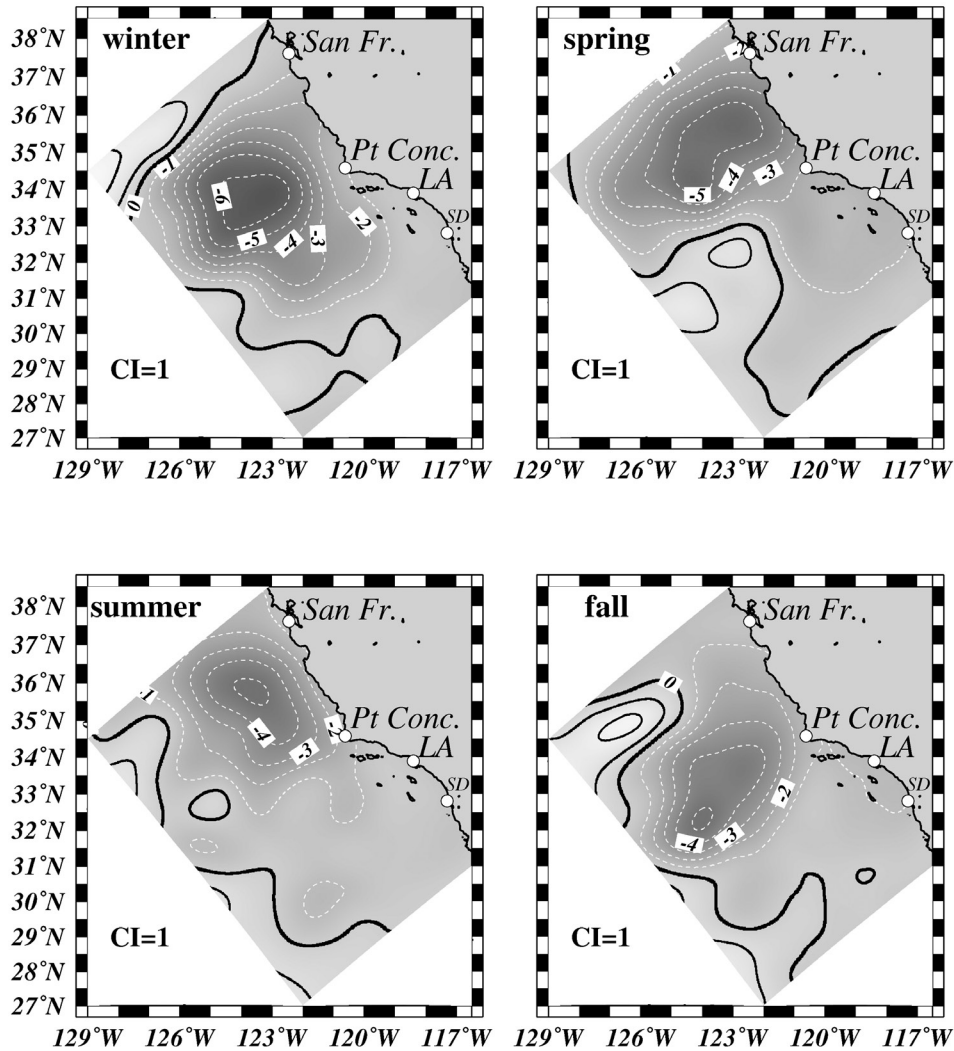 38°N winter San Fr. spring San Fr.
37°N -2
-1
36°N
35°N Pt Conc. Pt Conc.
-1 LA -4 -3 LA
34°N -6 -5
0 SD SD
33°N -2
-5 -4 -3
32°N
31°N
30°N
29°N CI=1 CI=1
28°N
27°N
129°W 126°W 123°W 120°W 117°W 129°W 126°W 123°W 120°W 117°W
38°N summer San Fr. fall San Fr.
37°N
36°N 0
-1
35°N Pt Conc. Pt Conc.
-4 -3 -2 LA LA
34°N
33°N SD -2 SD
32°N -4 -3
31°N
30°N
29°N CI=1 CI=1
28°N
27°N
129°W 126°W 123°W 120°W 117°W 129°W 126°W 123°W 120°W 117°W